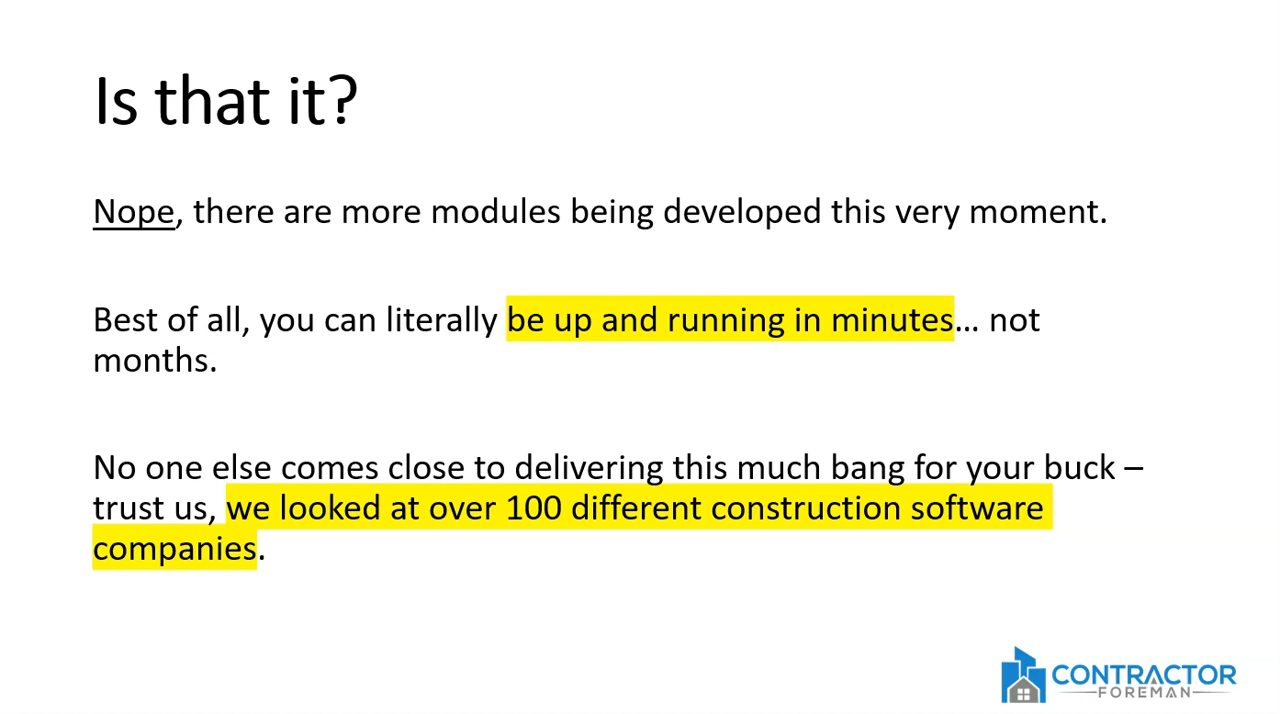 Is that it?
Nope, there are more modules being developed this very moment.
Best of all, you can literally be up and running in minutes... not
months.
No one else comes close to delivering this much bang for your buck –
trust us, we looked at over 100 different construction software
companies.
CONTRACTOR
FOREMAN